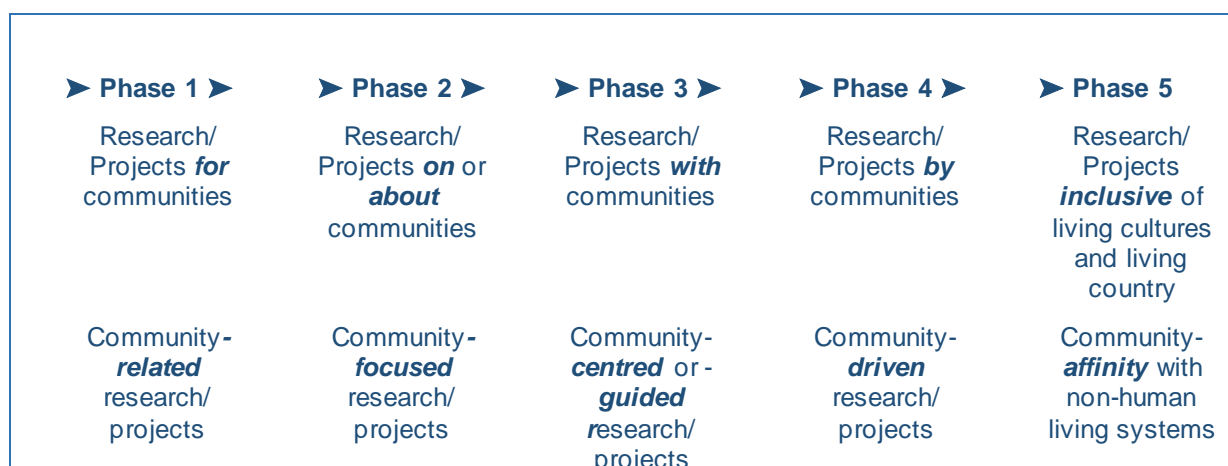 ➤ Phase 1 ➤
Research/
Projects for
communities
Community-
related
research/
projects
➤ Phase 2 ➤
Research/
Projects on or
about
communities
Community-
focused
research/
projects
➤ Phase 3 ➤
Research/
Projects with
communities
Community-
centred or -
guided
research/
projects
➤ Phase 4 ➤
Research/
Projects by
communities
Community-
driven
research/
projects
➤ Phase 5
Research/
Projects
inclusive of
living cultures
and living
country
Community-
affinity with
non-human
living systems